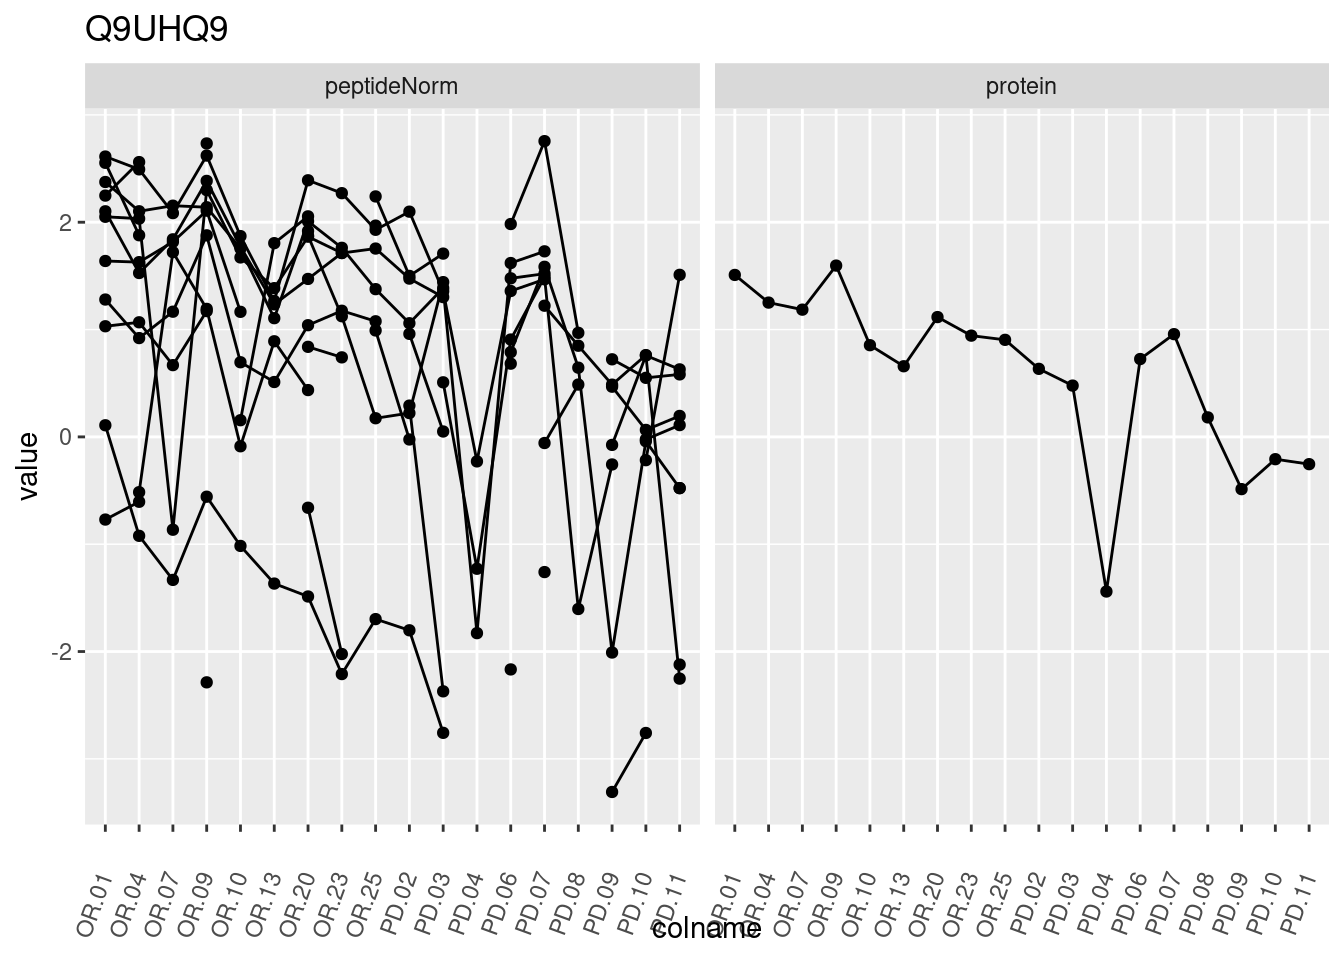 Q9UHQ9
peptideNorm protein
value
2
0
-2
OR.01 OR.04 OR.07 OR.09 OR.10 OR.13 OR.20 OR.23 OR.25 PD.02 PD.03 PD.04 PD.06 PD.07 PD.08 PD.09 PD.10 PD.11 OR.01 OR.04 OR.07 OR.09 OR.10 OR.13 OR.20 OR.23 OR.25 PD.02 PD.03 PD.04 PD.06 PD.07 PD.08 PD.09 PD.10 PD.11
colname